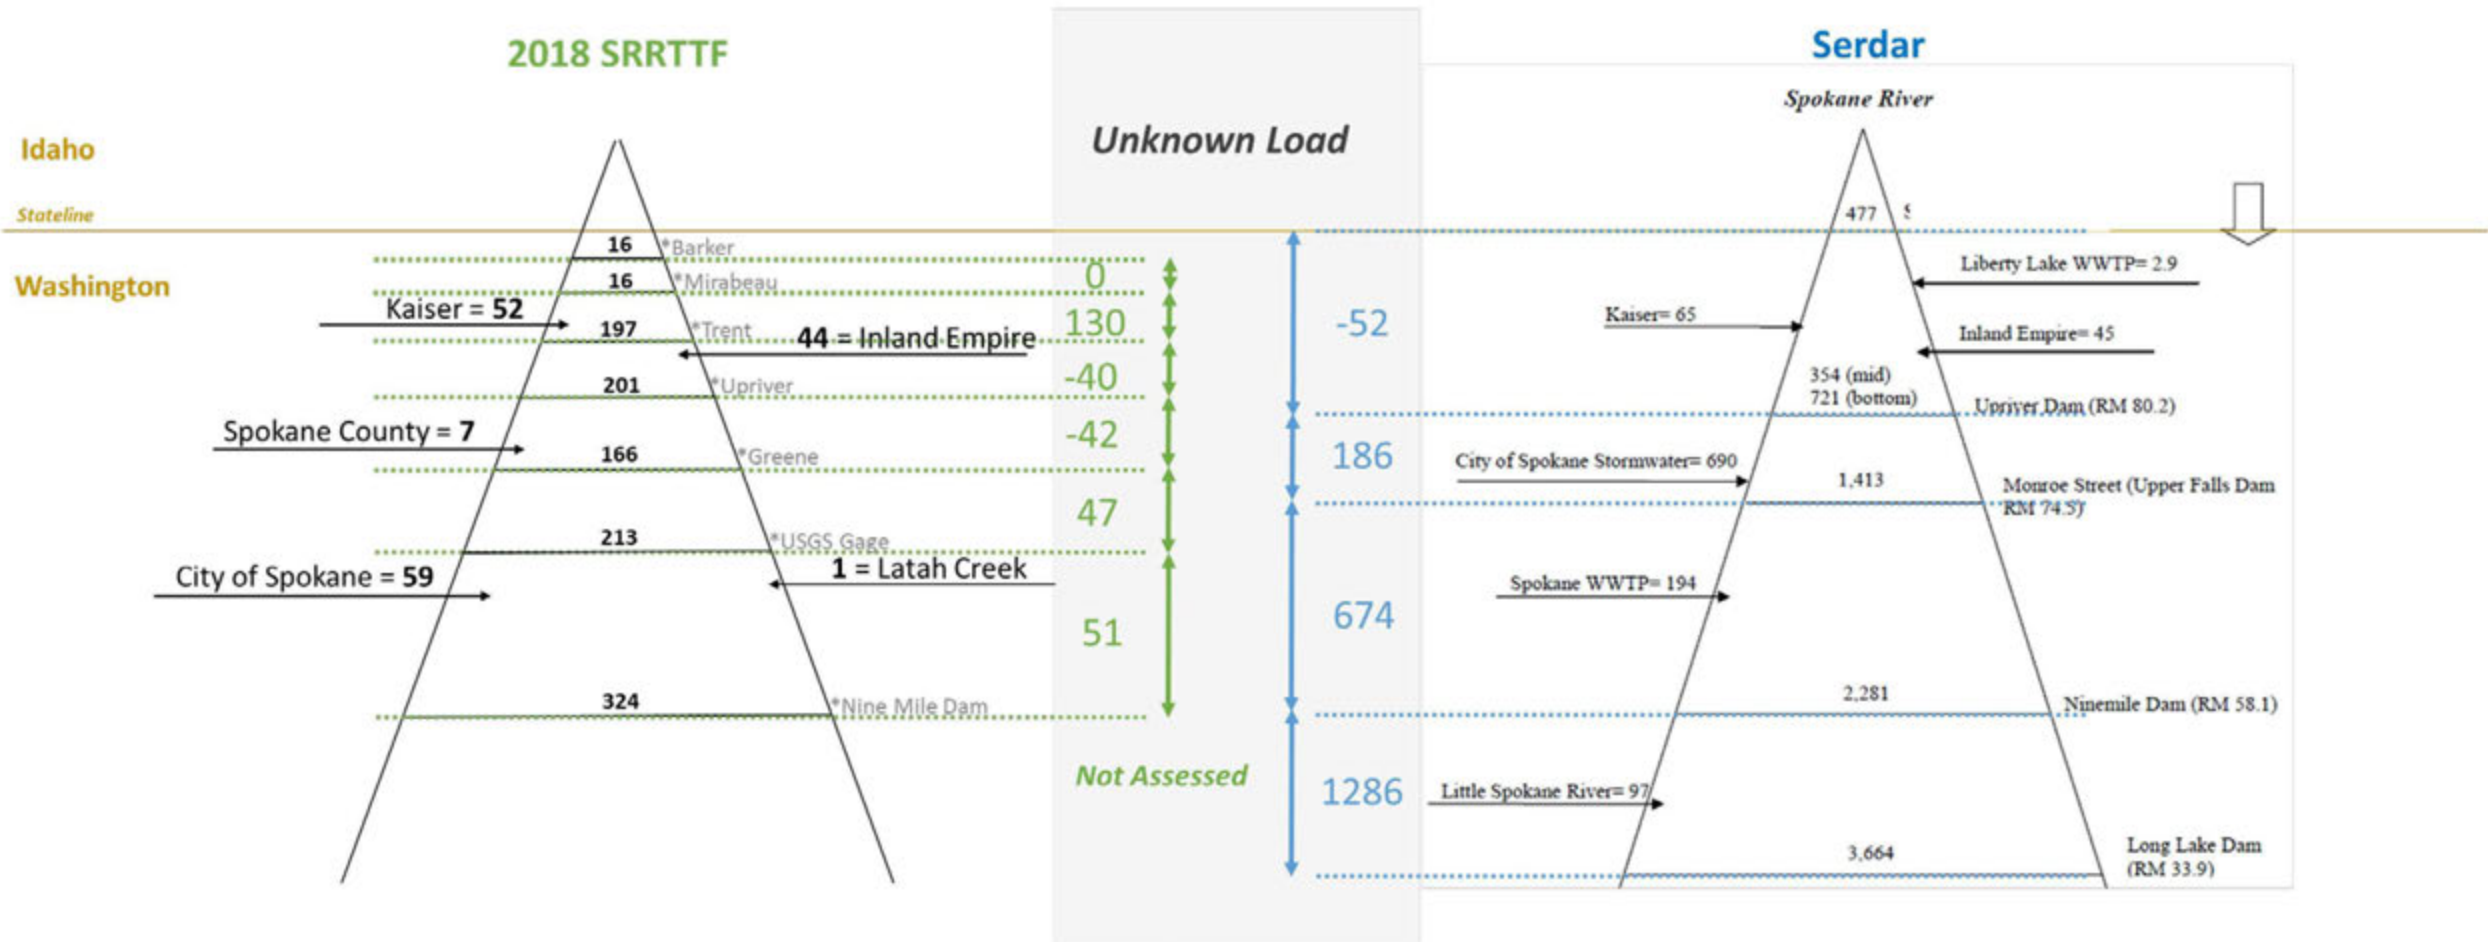 2018 SRRTTF
Idaho
Stateline
Washington
16
*Barker
16
*Mirabeau
Kaiser = 52
197
*Trent
44 = Inland Empire
201
*Upriver
Spokane County = 7
166
*Greene
213
*USGS Gage
City of Spokane = 59
1 = Latah Creek
324
*Nine Mile Dam
Unknown Load
0
130
-40
-42
47
51
Not Assessed
-52
186
674
1286
Serdar
Spokane River
477
Liberty Lake WWTP= 2.9
Kaiser= 65
Inland Empire= 45
354 (mid)
721 (bottom)
Upriver Dam (RM 80.2)
City of Spokane Stormwater= 690
1,413
Monroe Street (Upper Falls Dam
RM 74.5)
Spokane WWTP= 194
2,281
Ninemile Dam (RM 58.1)
Little Spokane River= 97
3,664
Long Lake Dam
(RM 33.9)